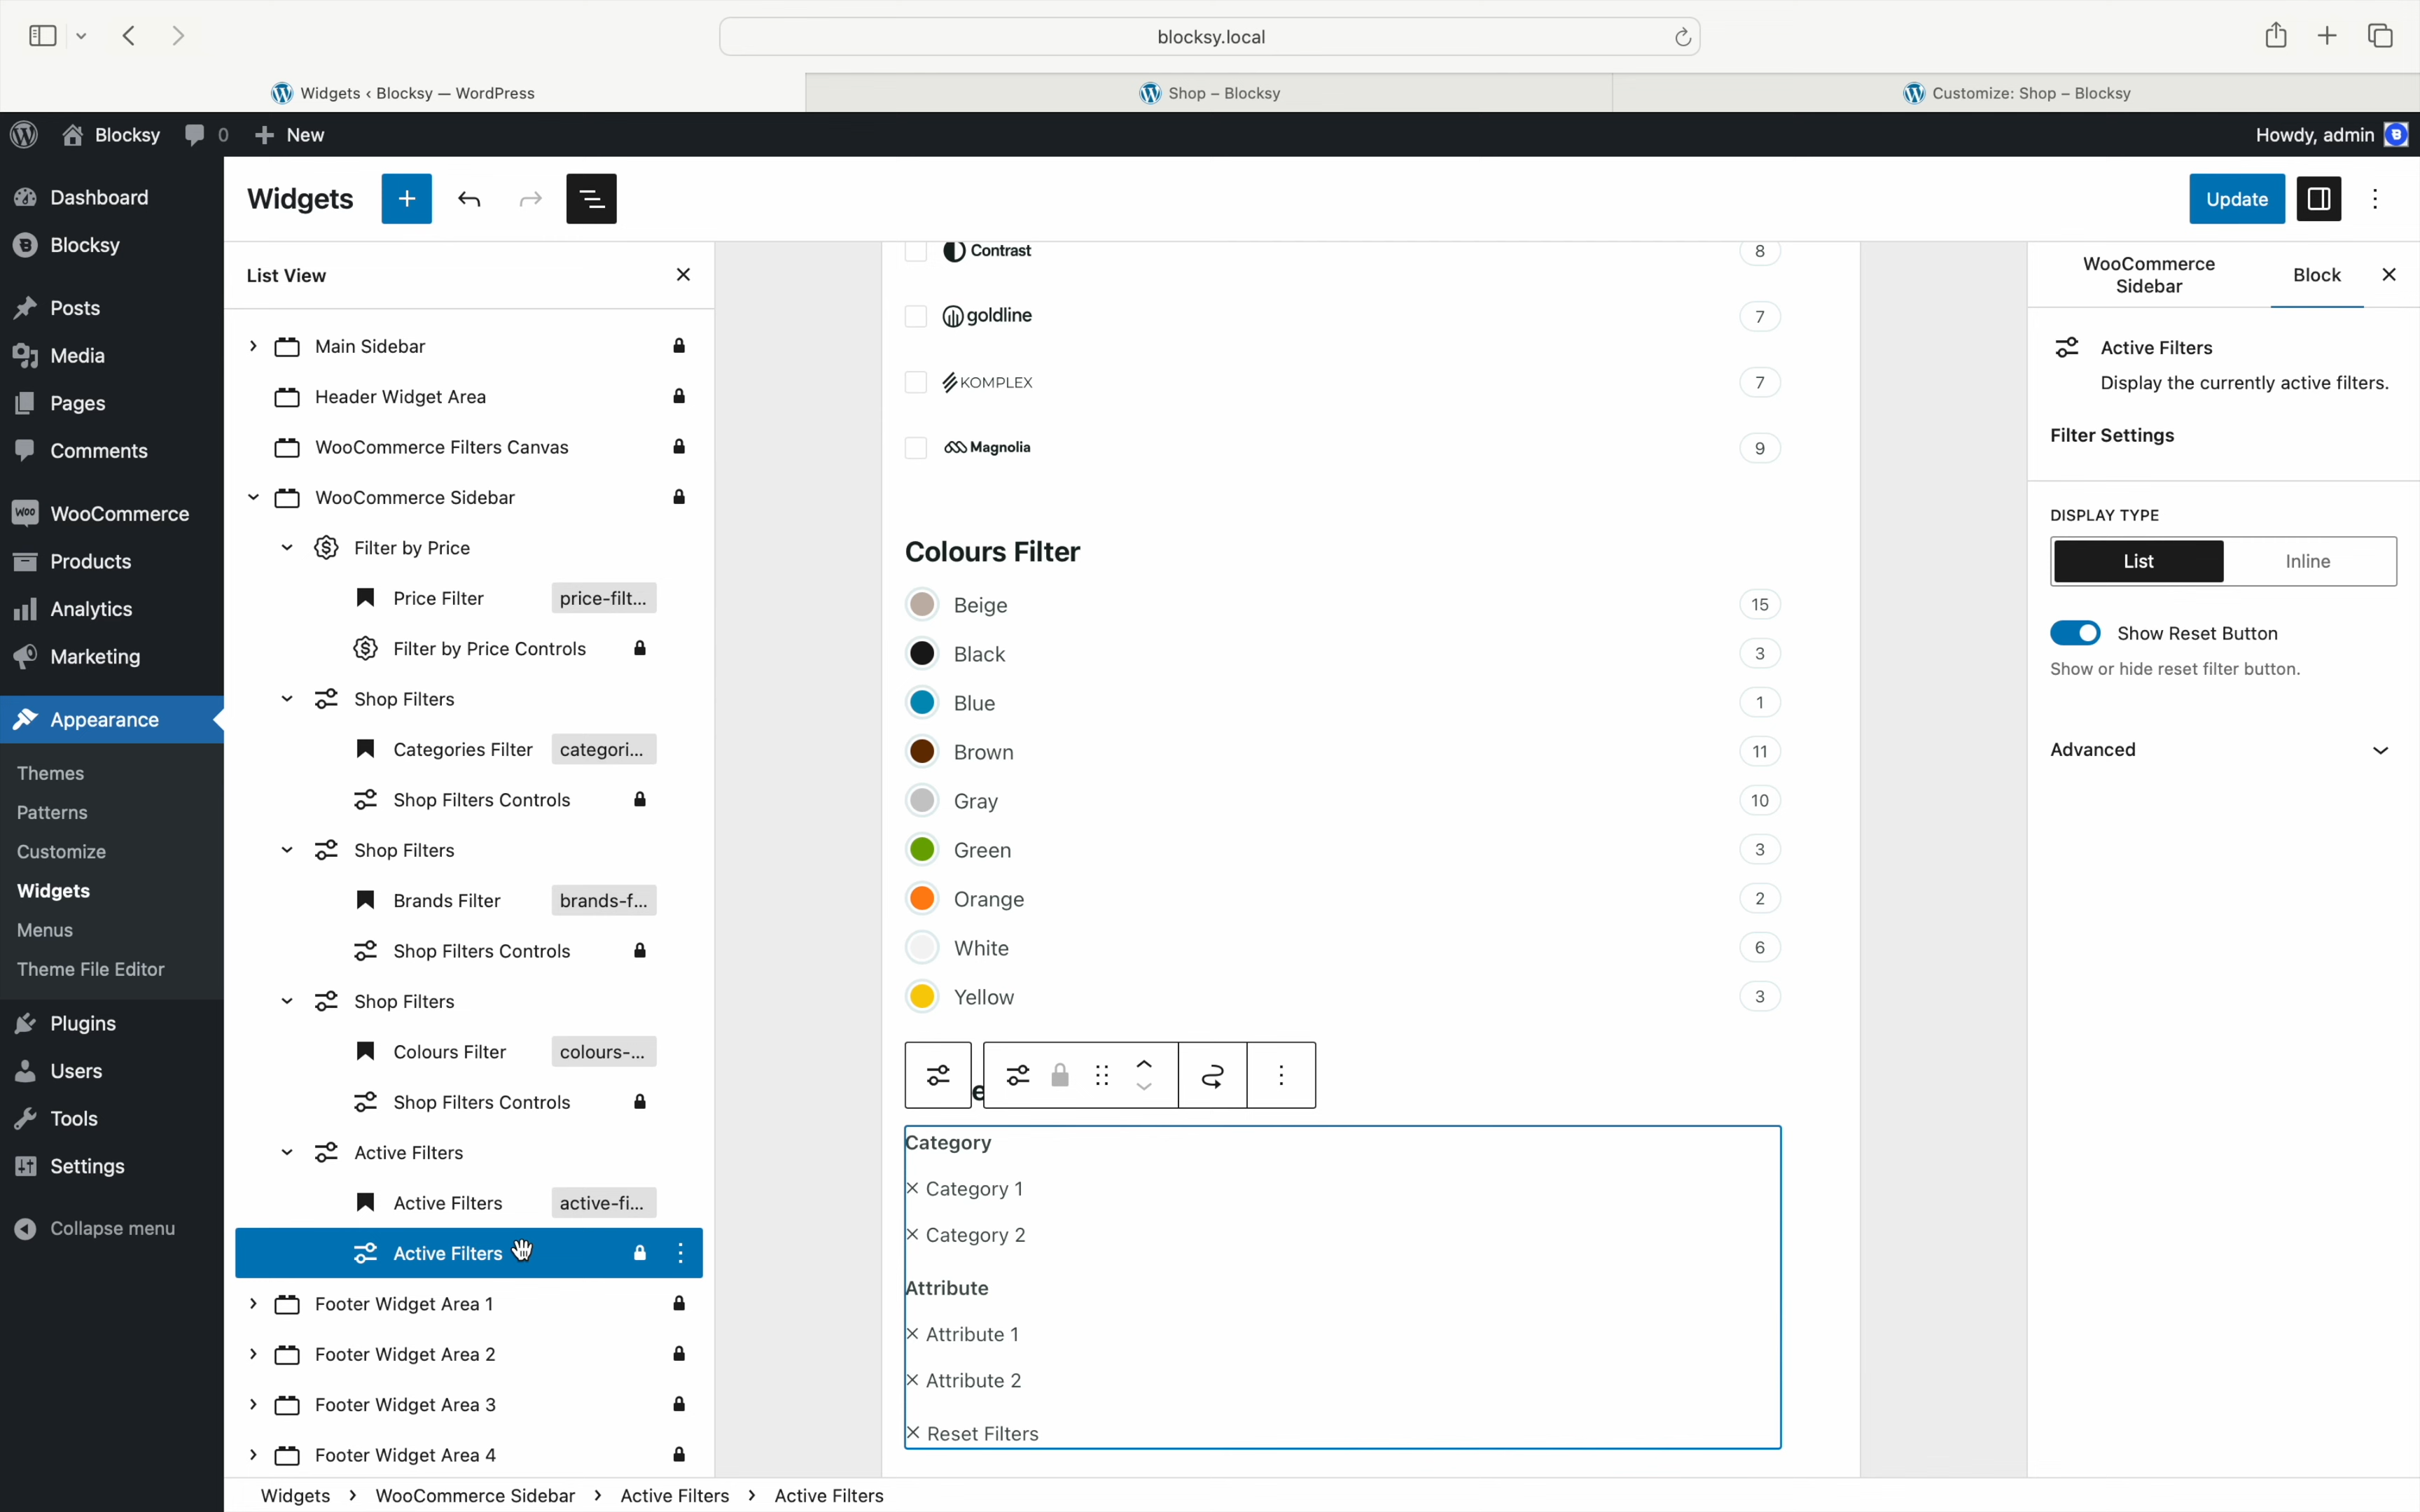 blocksy.local
Widgets ‹ Blocksy — WordPress
Shop – Blocksy
Customize: Shop – Blocksy
Blocksy
0
New
Howdy, admin
Dashboard
Blocksy
Posts
Media
Pages
Comments
WooCommerce
Products
Analytics
Marketing
Appearance
Themes
Patterns
Customize
Widgets
Menus
Theme File Editor
Plugins
Users
Tools
Settings
Collapse menu
Widgets
Update
List View
Main Sidebar
Header Widget Area
WooCommerce Filters Canvas
WooCommerce Sidebar
Filter by Price
Price Filter price-filt...
Filter by Price Controls
Shop Filters
Categories Filter categori...
Shop Filters Controls
Shop Filters
Brands Filter brands-f...
Shop Filters Controls
Shop Filters
Colours Filter colours-...
Shop Filters Controls
Active Filters
Active Filters active-fi...
Active Filters
Footer Widget Area 1
Footer Widget Area 2
Footer Widget Area 3
Footer Widget Area 4
Contrast 8
goldline 7
KOMPLEX 7
Magnolia 9
Colours Filter
Beige 15
Black 3
Blue 1
Brown 11
Gray 10
Green 3
Orange 2
White 6
Yellow 3
Category
× Category 1
× Category 2
Attribute
× Attribute 1
× Attribute 2
× Reset Filters
WooCommerce
Sidebar
Block
Active Filters
Display the currently active filters.
Filter Settings
DISPLAY TYPE
List Inline
Show Reset Button
Show or hide reset filter button.
Advanced
Widgets › WooCommerce Sidebar › Active Filters › Active Filters